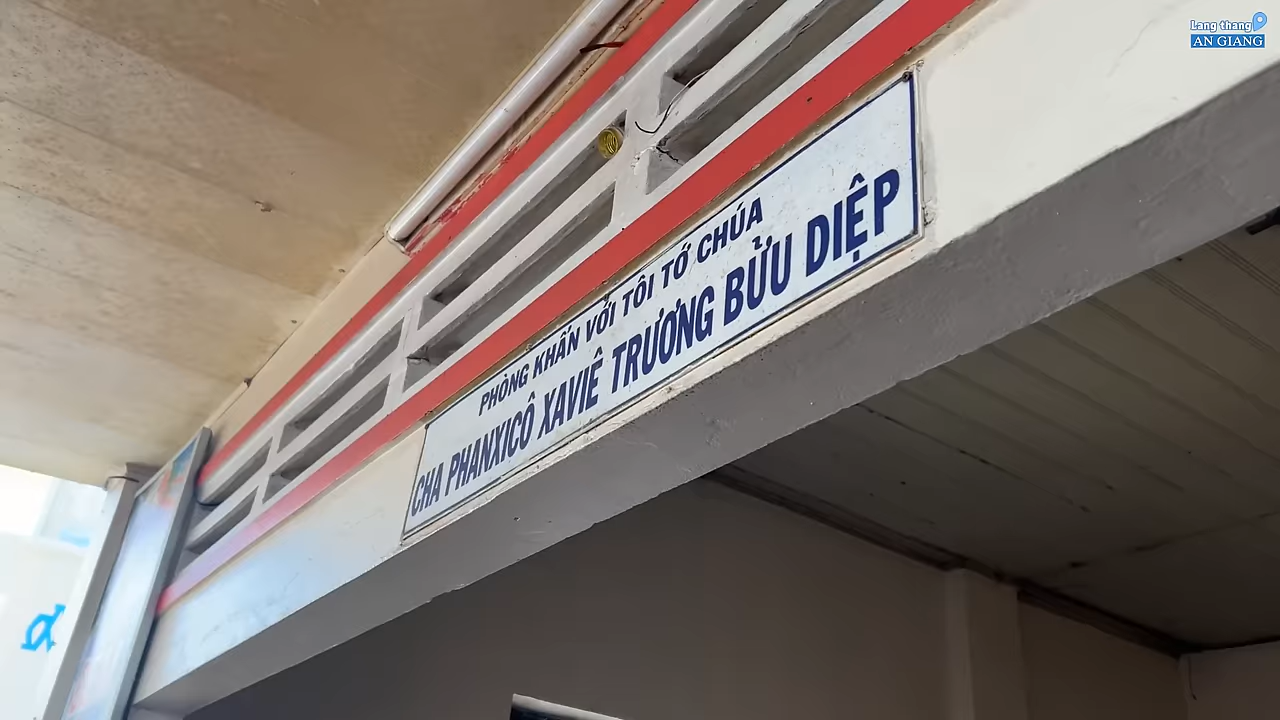 Lang thang
AN GIANG
PHÒNG KHẤN VỚI TÔI TỚ CHÚA
CHA PHANXICÔ XAVIÊ TRƯƠNG BỬU DIỆP
α